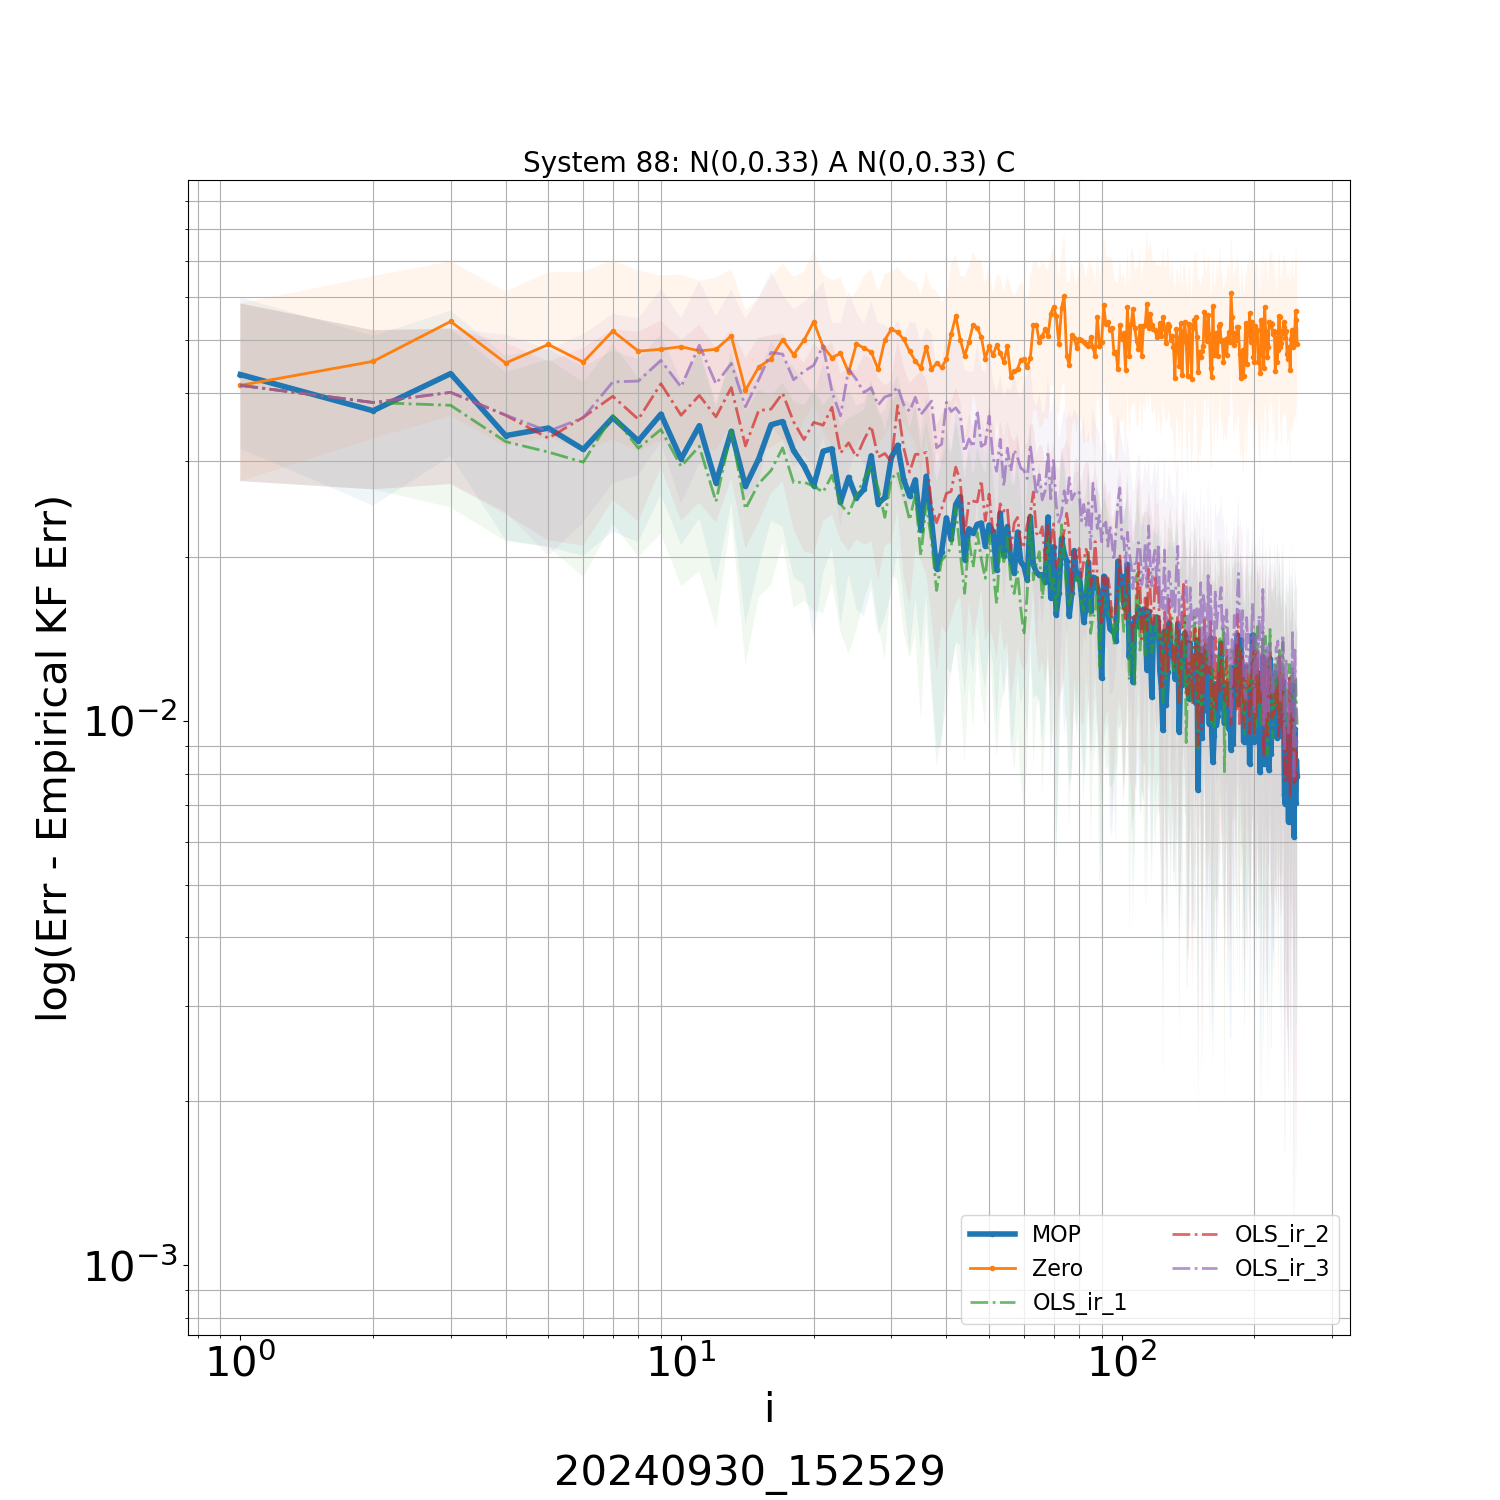 System 88: N(0,0.33) A N(0,0.33) C
log(Err - Empirical KF Err)
10⁻²
10⁻³
MOP
Zero
OLS_ir_1
OLS_ir_2
OLS_ir_3
10⁰ 10¹ 10²
i
20240930_152529